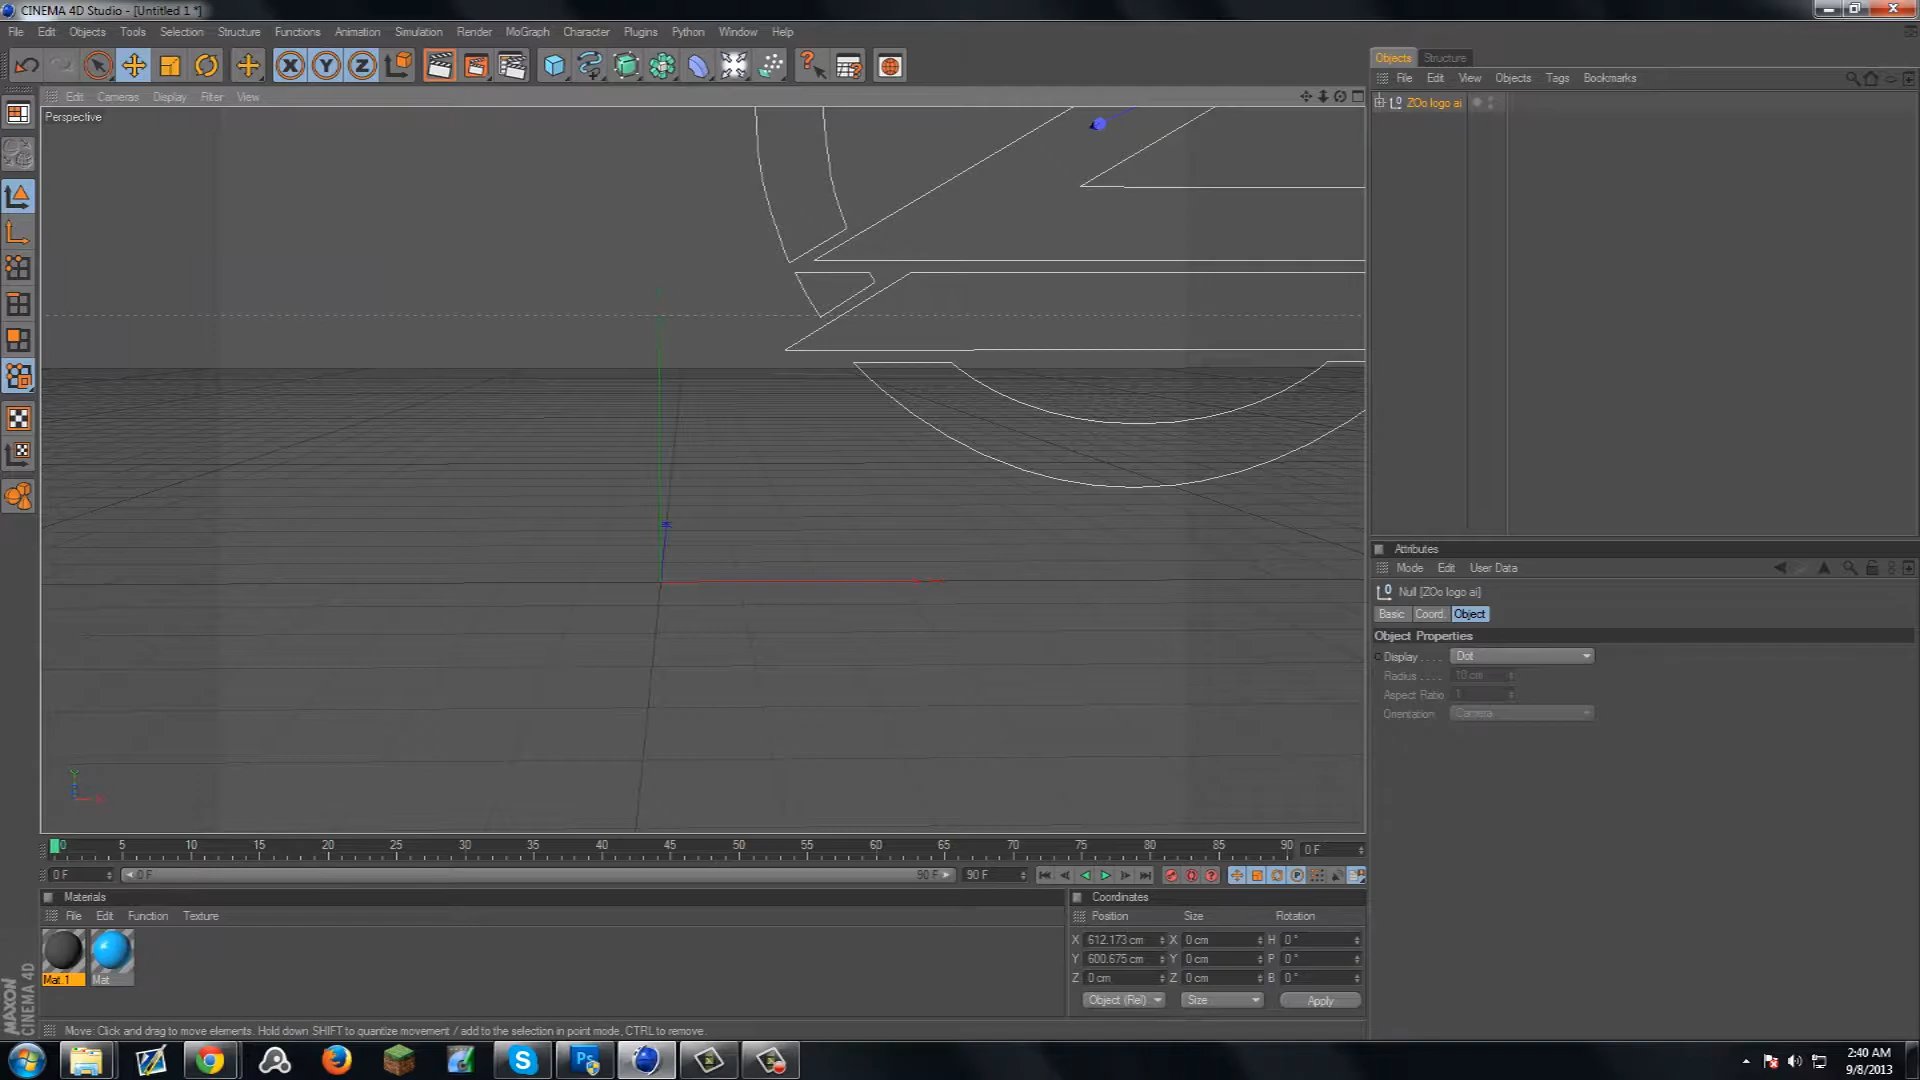 CINEMA 4D Studio - [Untitled 1 *]
File Edit Objects Tools Selection Structure Functions Animation Simulation Render MoGraph Character Plugins Python Window Help
Edit Cameras Display Filter View
Perspective
Objects Structure
File Edit View Objects Tags Bookmarks
ZOo logo ai
Attributes
Mode Edit User Data
Null [ZOo logo ai]
Basic Coord. Object
Object Properties
Display . . . . Dot
Radius . . . . 10 cm
Aspect Ratio 1
Orientation Camera
0 5 10 15 20 25 30 35 40 45 50 55 60 65 70 75 80 85 90 0 F
0 F 0 F 90 F 90 F
Materials
File Edit Function Texture
Mat.1 Mat
Coordinates
Position Size Rotation
X 612.173 cm X 0 cm H 0 °
Y 600.675 cm Y 0 cm P 0 °
Z 0 cm Z 0 cm B 0 °
Object (Rel) Size Apply
MAXON
CINEMA 4D
Move: Click and drag to move elements. Hold down SHIFT to quantize movement / add to the selection in point mode, CTRL to remove.
2:40 AM
9/8/2013